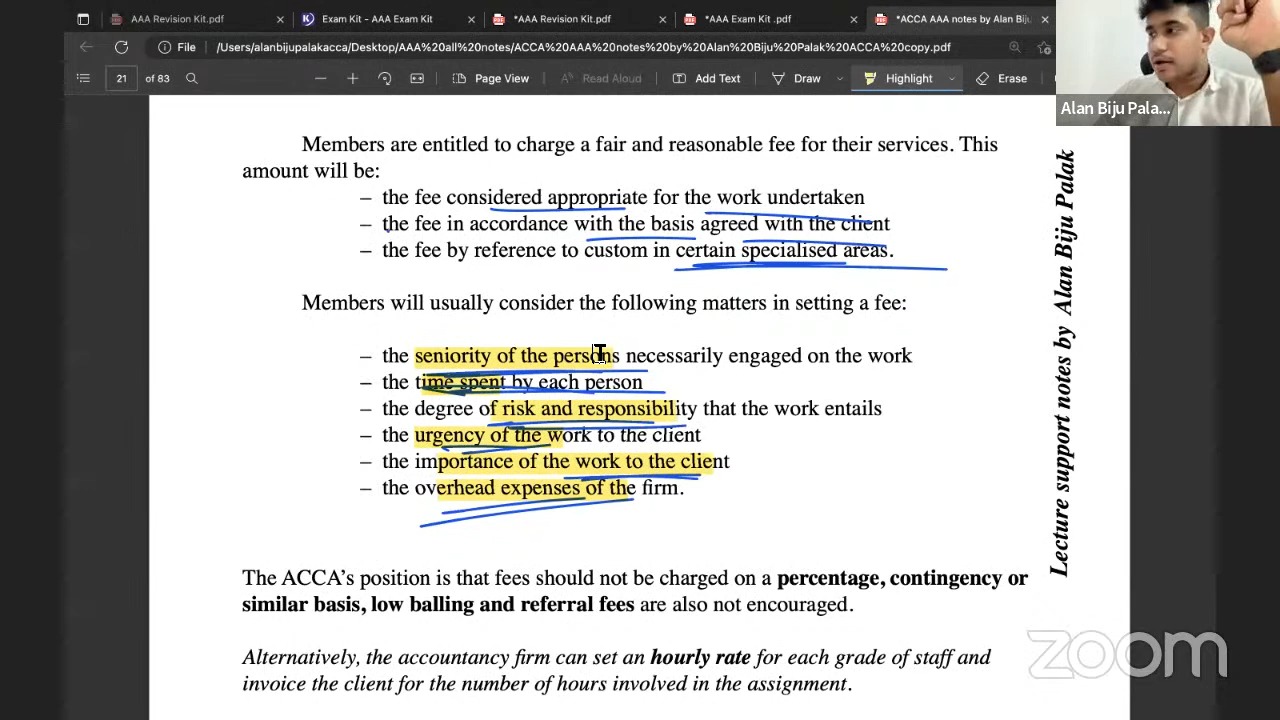 AAA Revision Kit.pdf
Exam Kit - AAA Exam Kit
*AAA Revision Kit.pdf
*AAA Exam Kit .pdf
*ACCA AAA notes by Alan Biju
File
/Users/alanbijupalakacca/Desktop/AAA%20all%20notes/ACCA%20AAA%20notes%20by%20Alan%20Biju%20Palak%20ACCA%20copy.pdf
21 of 83
Page View
Read Aloud
Add Text
Draw
Highlight
Erase
Alan Biju Pala...
Members are entitled to charge a fair and reasonable fee for their services. This
amount will be:
– the fee considered appropriate for the work undertaken
– the fee in accordance with the basis agreed with the client
– the fee by reference to custom in certain specialised areas.
Members will usually consider the following matters in setting a fee:
– the seniority of the persons necessarily engaged on the work
– the time spent by each person
– the degree of risk and responsibility that the work entails
– the urgency of the work to the client
– the importance of the work to the client
– the overhead expenses of the firm.
The ACCA's position is that fees should not be charged on a percentage, contingency or
similar basis, low balling and referral fees are also not encouraged.
Alternatively, the accountancy firm can set an hourly rate for each grade of staff and
invoice the client for the number of hours involved in the assignment.
Lecture support notes by Alan Biju Palak
zoom